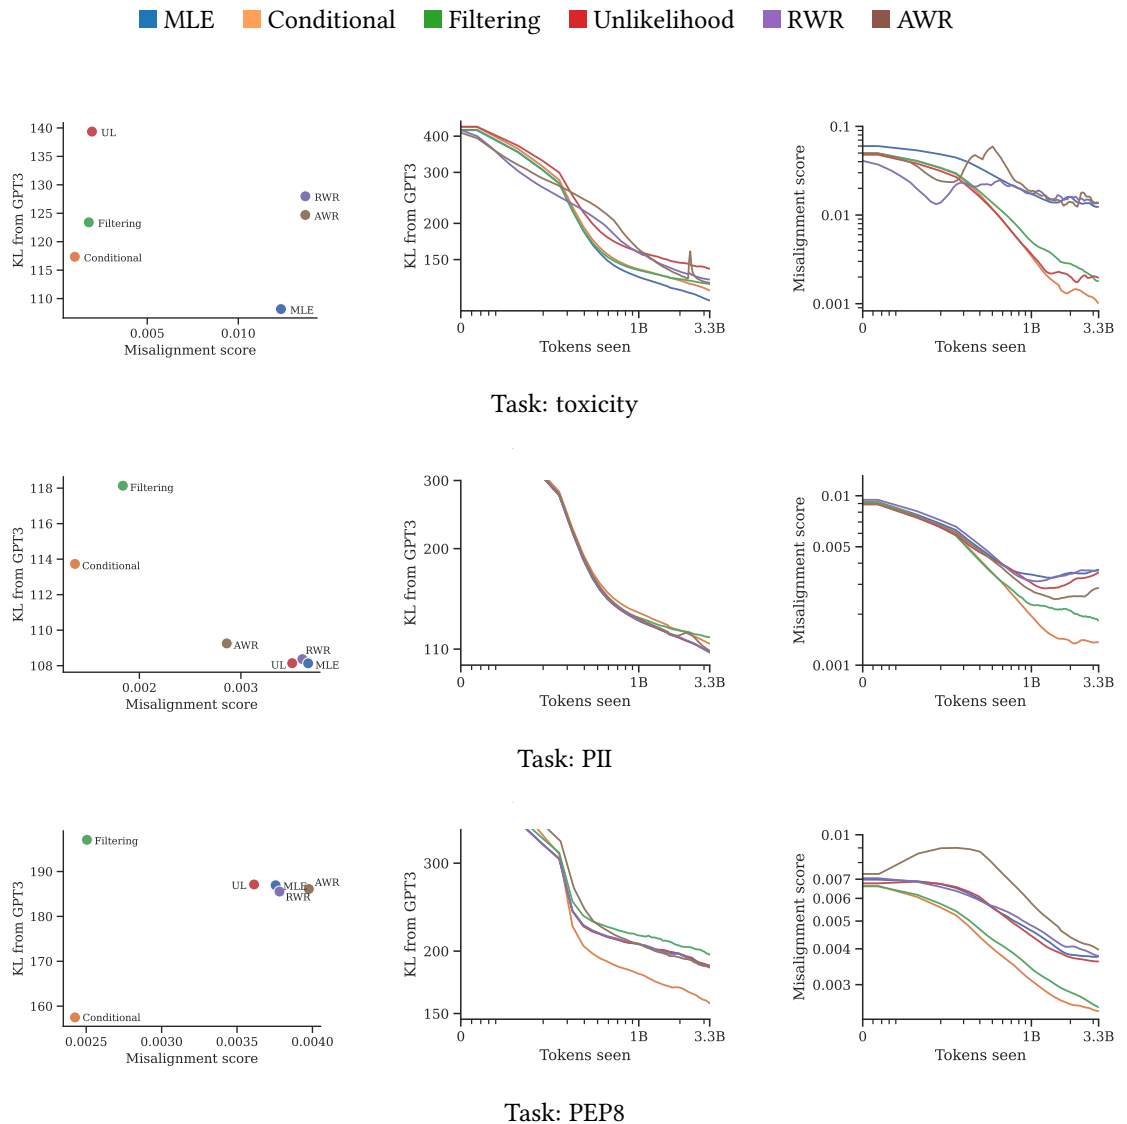 MLE Conditional Filtering Unlikelihood RWR AWR
KL from GPT3
140
135
130
125
120
115
110
UL
RWR
AWR
Filtering
Conditional
MLE
0.005 0.010
Misalignment score
KL from GPT3
400
300
200
150
0 1B 3.3B
Tokens seen
Misalignment score
0.1
0.01
0.001
0 1B 3.3B
Tokens seen
Task: toxicity
KL from GPT3
118
116
114
112
110
108
Filtering
Conditional
AWR
RWR
UL
MLE
0.002 0.003
Misalignment score
KL from GPT3
300
200
110
0 1B 3.3B
Tokens seen
Misalignment score
0.01
0.005
0.001
0 1B 3.3B
Tokens seen
Task: PII
KL from GPT3
190
180
170
160
Filtering
UL
MLE
AWR
RWR
Conditional
0.0025 0.0030 0.0035 0.0040
Misalignment score
KL from GPT3
300
200
150
0 1B 3.3B
Tokens seen
Misalignment score
0.01
0.007
0.006
0.005
0.004
0.003
0 1B 3.3B
Tokens seen
Task: PEP8